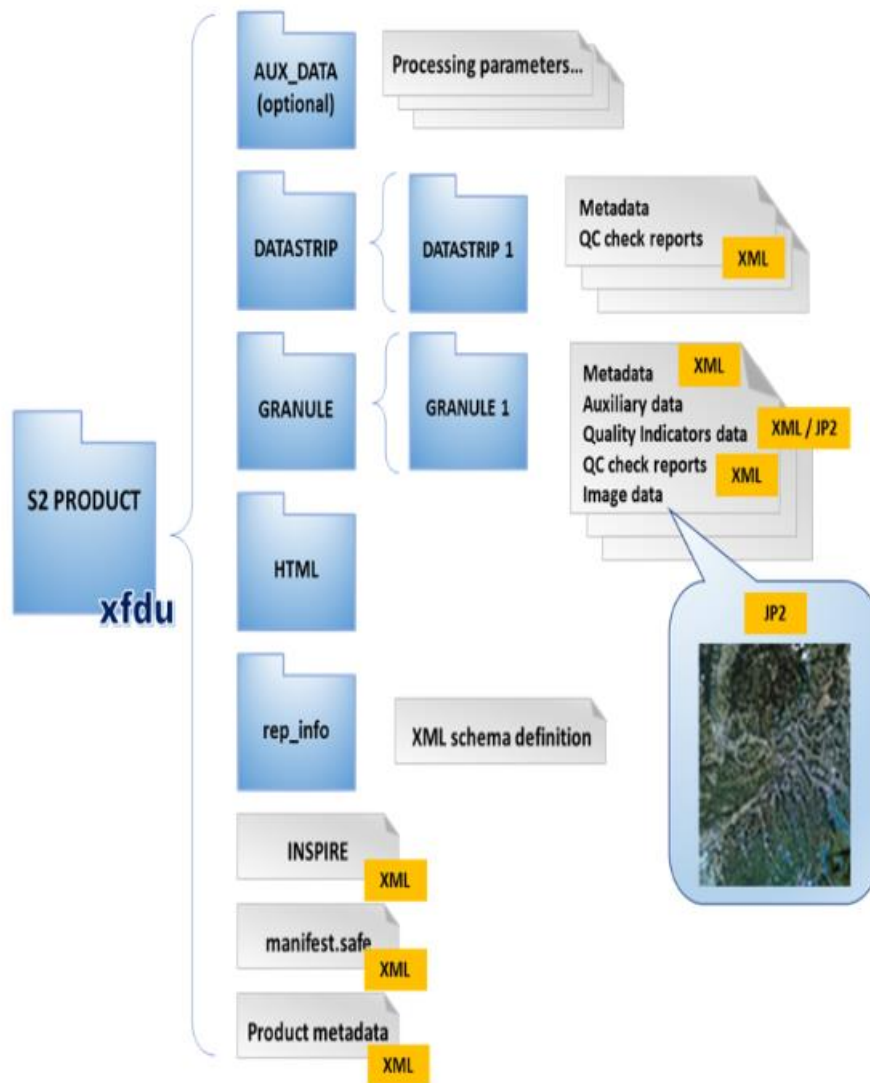 AUX_DATA
(optional)
Processing parameters...
DATASTRIP
DATASTRIP 1
Metadata
QC check reports
XML
GRANULE
GRANULE 1
Metadata
XML
Auxiliary data
Quality Indicators data
XML / JP2
QC check reports
XML
Image data
S2 PRODUCT
xfdu
HTML
JP2
rep_info
XML schema definition
INSPIRE
XML
manifest.safe
XML
Product metadata
XML